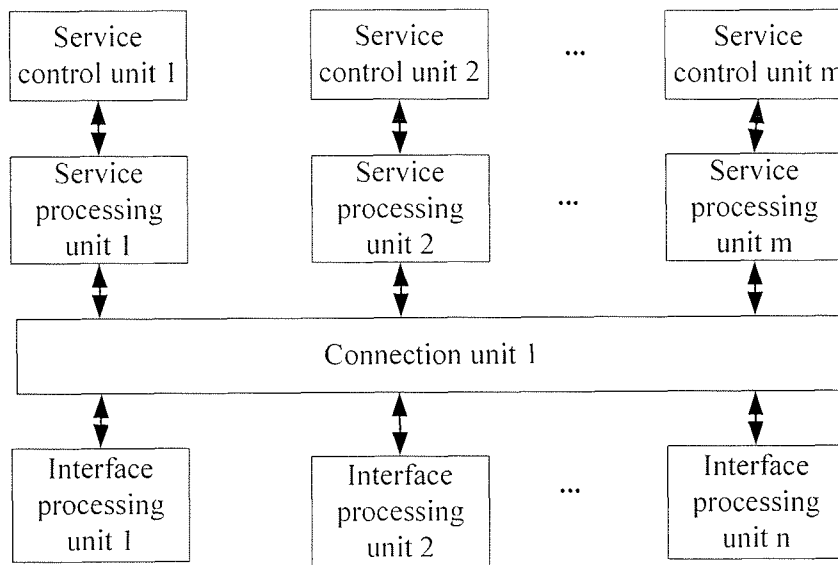 Service
control unit 1
Service
control unit 2
...
Service
control unit m
Service
processing
unit 1
Service
processing
unit 2
...
Service
processing
unit m
Connection unit 1
Interface
processing
unit 1
Interface
processing
unit 2
...
Interface
processing
unit n